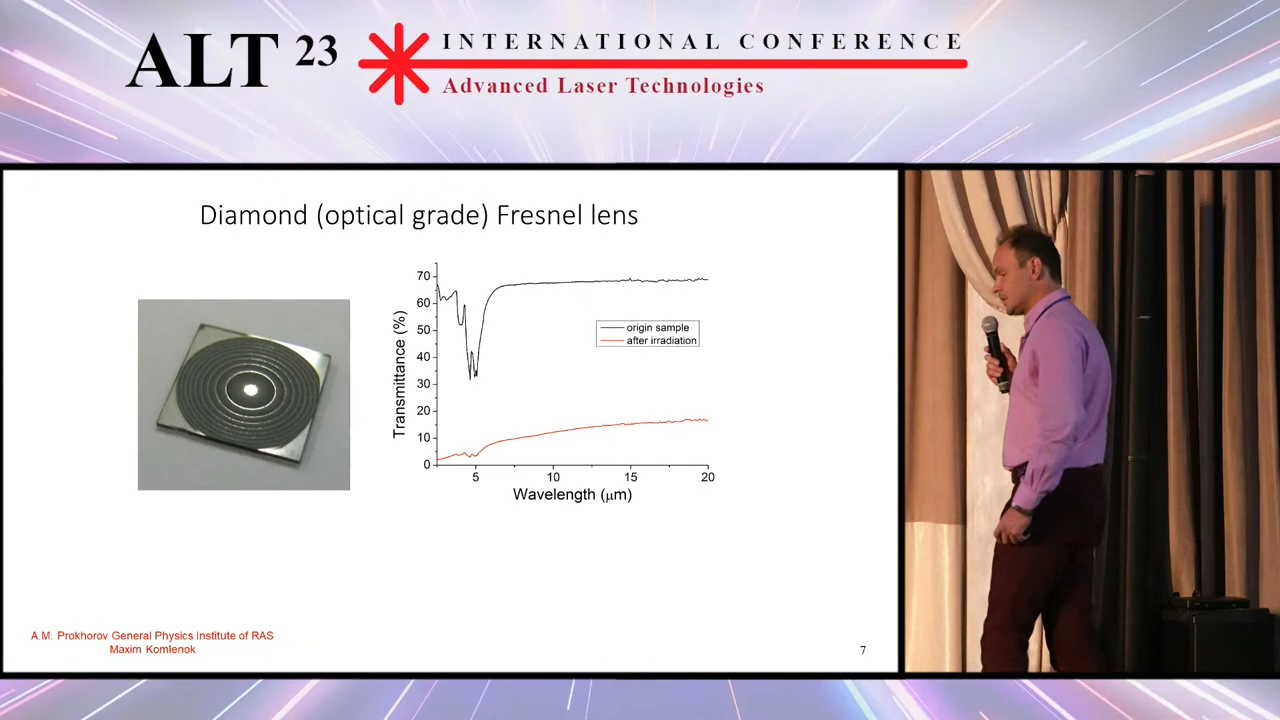 ALT 23
INTERNATIONAL CONFERENCE
Advanced Laser Technologies
Diamond (optical grade) Fresnel lens
Transmittance (%)
70
60
50
40
30
20
10
0
origin sample
after irradiation
5
10
15
20
Wavelength (μm)
A.M. Prokhorov General Physics Institute of RAS
Maxim Komlenok
7